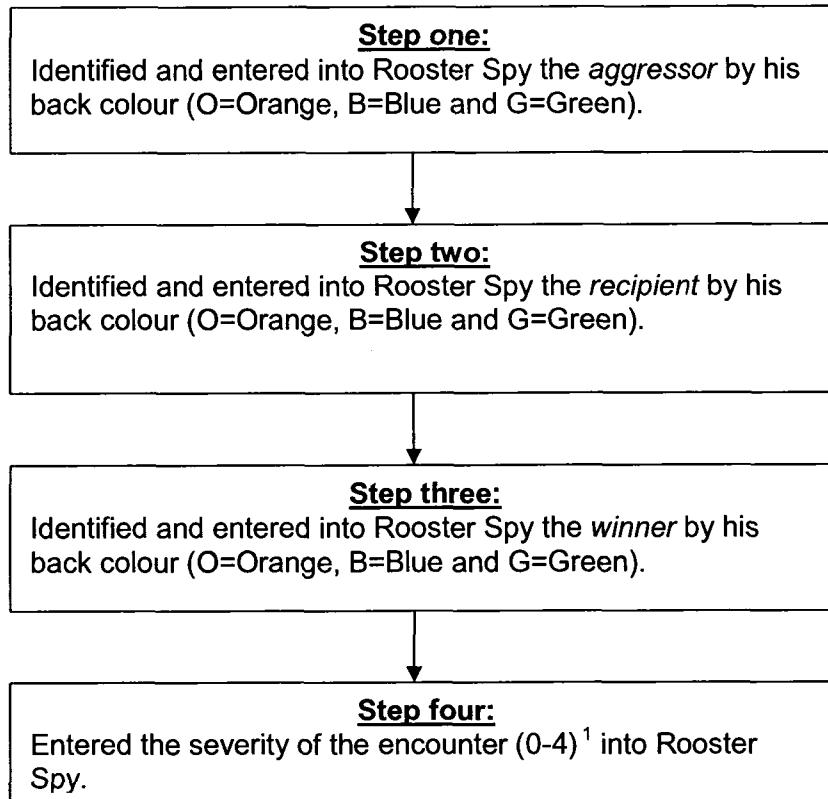 Step one:
Identified and entered into Rooster Spy the aggressor by his
back colour (O=Orange, B=Blue and G=Green).
Step two:
Identified and entered into Rooster Spy the recipient by his
back colour (O=Orange, B=Blue and G=Green).
Step three:
Identified and entered into Rooster Spy the winner by his
back colour (O=Orange, B=Blue and G=Green).
Step four:
Entered the severity of the encounter (0-4)¹ into Rooster
Spy.